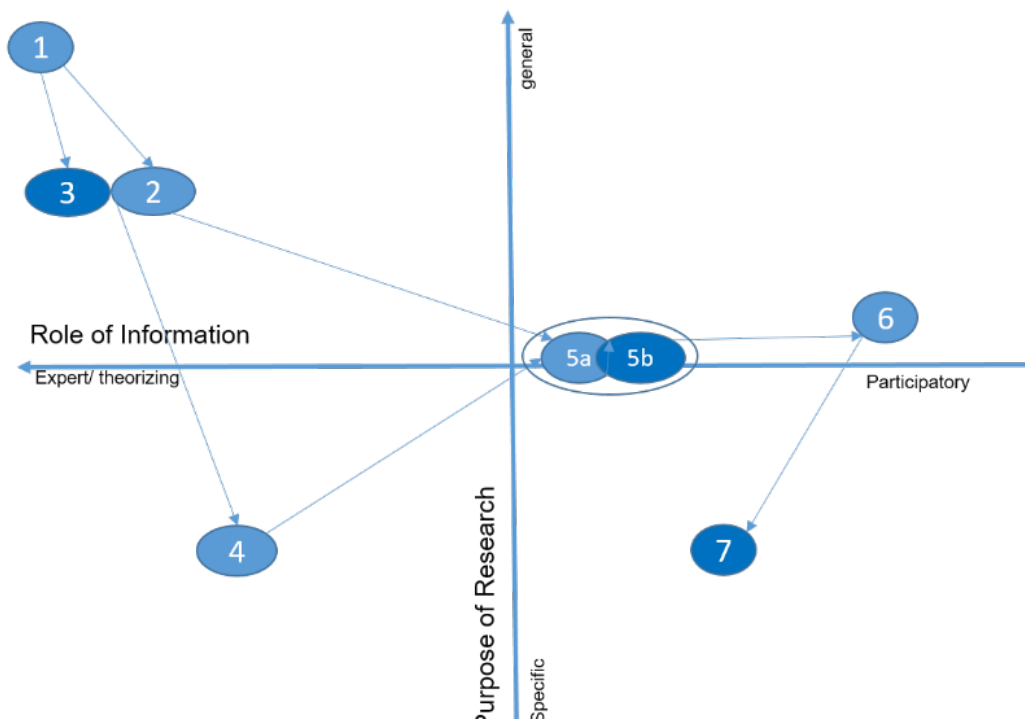 1
general
3
2
Role of Information
Expert/ theorizing
5a
5b
6
Participatory
4
7
Purpose of Research
Specific